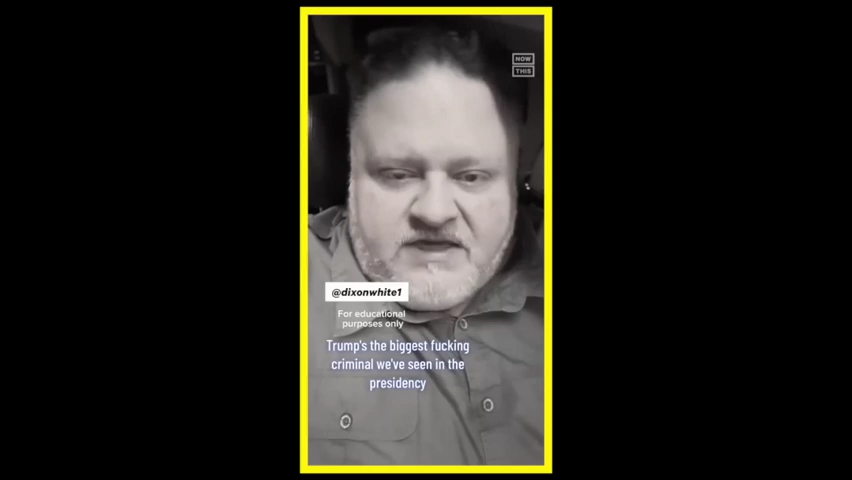 NOW
THIS
@dixonwhite1
For educational
purposes only
Trump's the biggest fucking
criminal we've seen in the
presidency